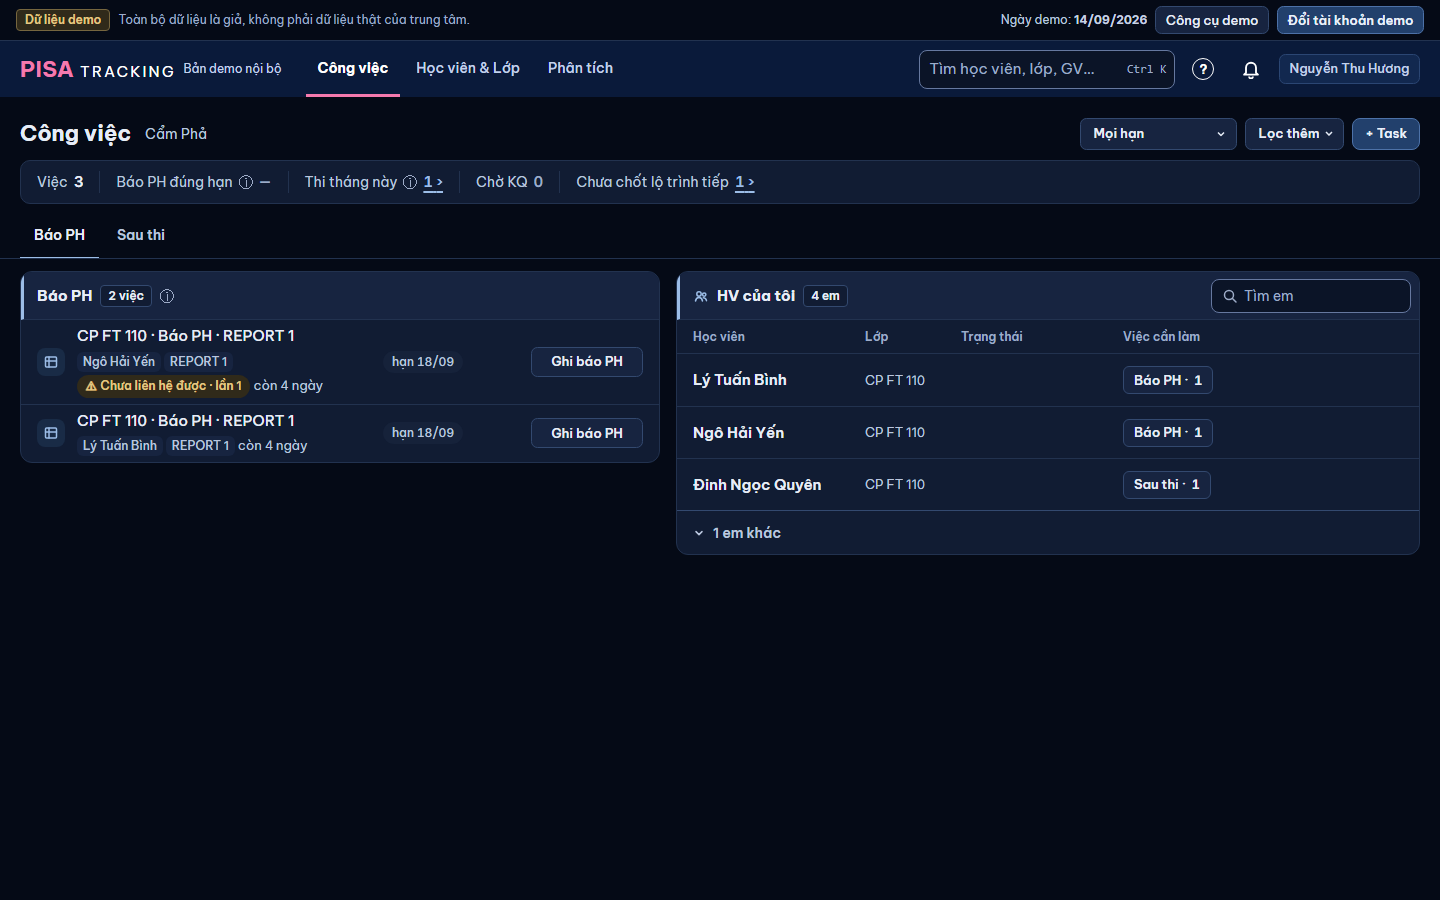 Dữ liệu demo Toàn bộ dữ liệu là giả, không phải dữ liệu thật của trung tâm. Ngày demo: 14/09/2026 Công cụ demo Đổi tài khoản demo
PISA TRACKING Bản demo nội bộ Công việc Học viên & Lớp Phân tích Tìm học viên, lớp, GV... Ctrl K ? Nguyễn Thu Hương
Công việc Cẩm Phả Mọi hạn Lọc thêm + Task
Việc 3 Báo PH đúng hạn ⓘ — Thi tháng này ⓘ 1 › Chờ KQ 0 Chưa chốt lộ trình tiếp 1 ›
Báo PH Sau thi
Báo PH 2 việc ⓘ
CP FT 110 · Báo PH · REPORT 1
Ngô Hải Yến REPORT 1 hạn 18/09 Ghi báo PH
⚠ Chưa liên hệ được · lần 1 còn 4 ngày
CP FT 110 · Báo PH · REPORT 1
Lý Tuấn Bình REPORT 1 còn 4 ngày hạn 18/09 Ghi báo PH
HV của tôi 4 em Tìm em
Học viên Lớp Trạng thái Việc cần làm
Lý Tuấn Bình CP FT 110 Báo PH · 1
Ngô Hải Yến CP FT 110 Báo PH · 1
Đinh Ngọc Quyên CP FT 110 Sau thi · 1
1 em khác